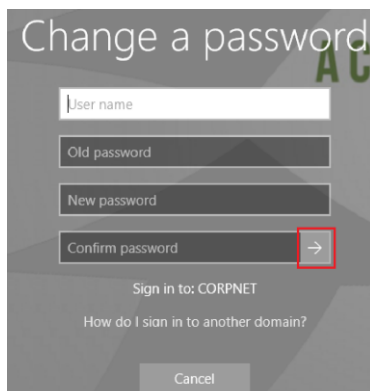 Change a password
AC
User name
Old password
New password
Confirm password
Sign in to: CORPNET
How do I sign in to another domain?
Cancel